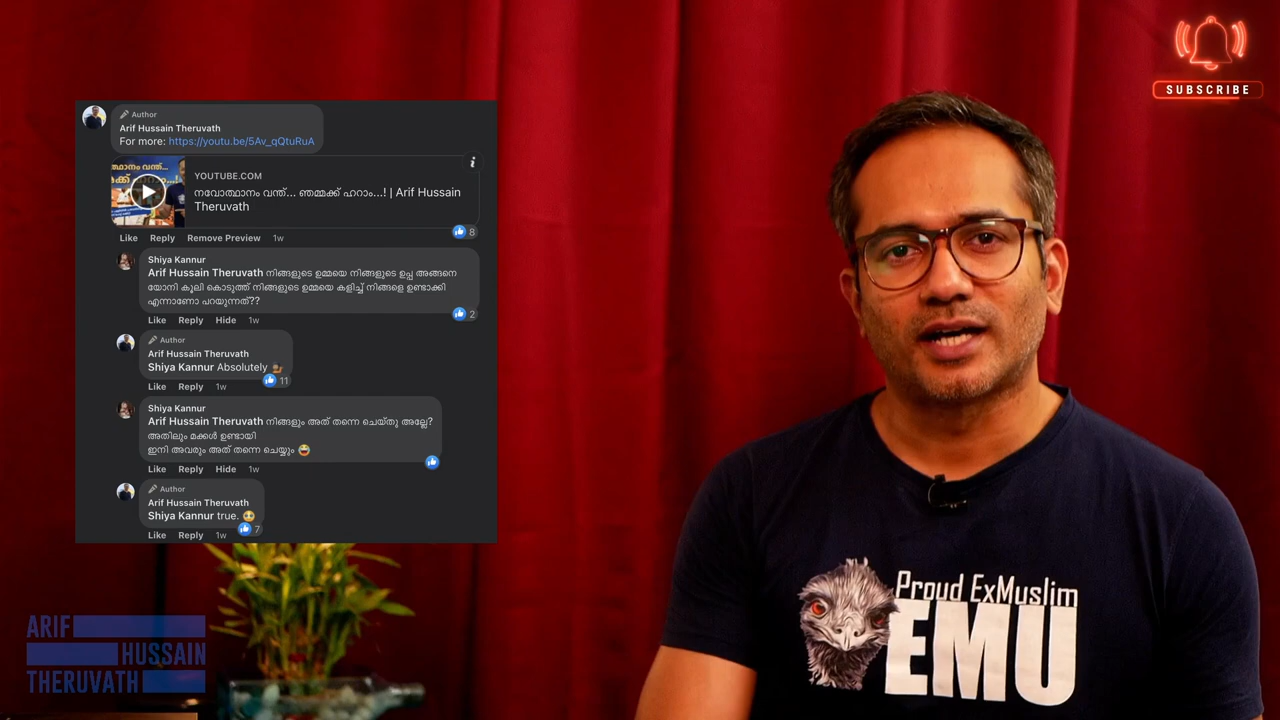 Author
Arif Hussain Theruvath
For more: https://youtu.be/5Av_qQtuRuA
YOUTUBE.COM
നവോത്ഥാനം വന്ത്... ഞമ്മക്ക് ഹറാം...! | Arif Hussain
Theruvath
8
Like Reply Remove Preview 1w
Shiya Kannur
Arif Hussain Theruvath നിങ്ങളുടെ ഉമ്മയെ നിങ്ങളുടെ ഉപ്പ അങ്ങനെ
യോനി കൂലി കൊടുത്ത് നിങ്ങളുടെ ഉമ്മയെ കളിച്ച് നിങ്ങളെ ഉണ്ടാക്കി
എന്നാണോ പറയുന്നത്??
2
Like Reply Hide 1w
Author
Arif Hussain Theruvath
Shiya Kannur Absolutely
11
Like Reply 1w
Shiya Kannur
Arif Hussain Theruvath നിങ്ങളും അത് തന്നെ ചെയ്തു അല്ലേ?
അതിലും മക്കൾ ഉണ്ടായി
ഇനി അവരും അത് തന്നെ ചെയ്യും 😂
Like Reply Hide 1w
Author
Arif Hussain Theruvath
Shiya Kannur true. 🥹
7
Like Reply 1w
SUBSCRIBE
Proud ExMuslim
EMU
ARIF
HUSSAIN
THERUVATH